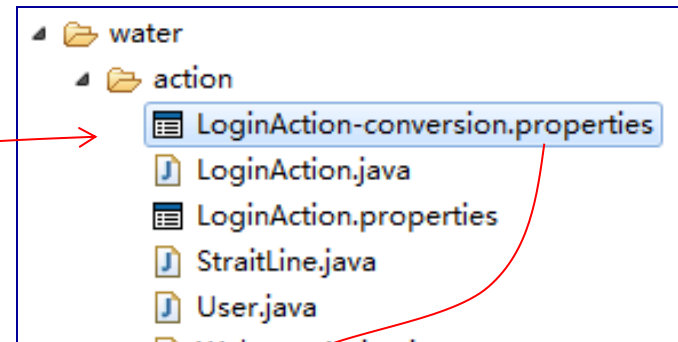 water
action
LoginAction-conversion.properties
LoginAction.java
LoginAction.properties
StraitLine.java
User.java